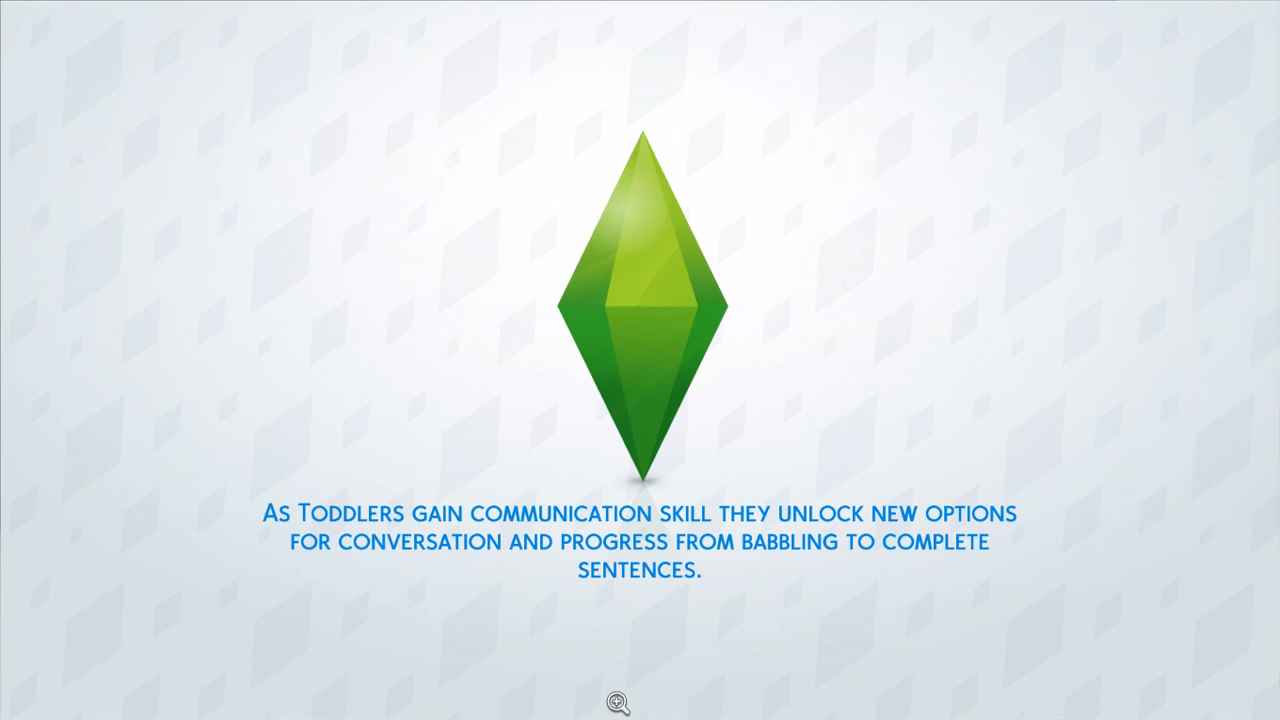 As Toddlers gain communication skill they unlock new options
for conversation and progress from babbling to complete
sentences.